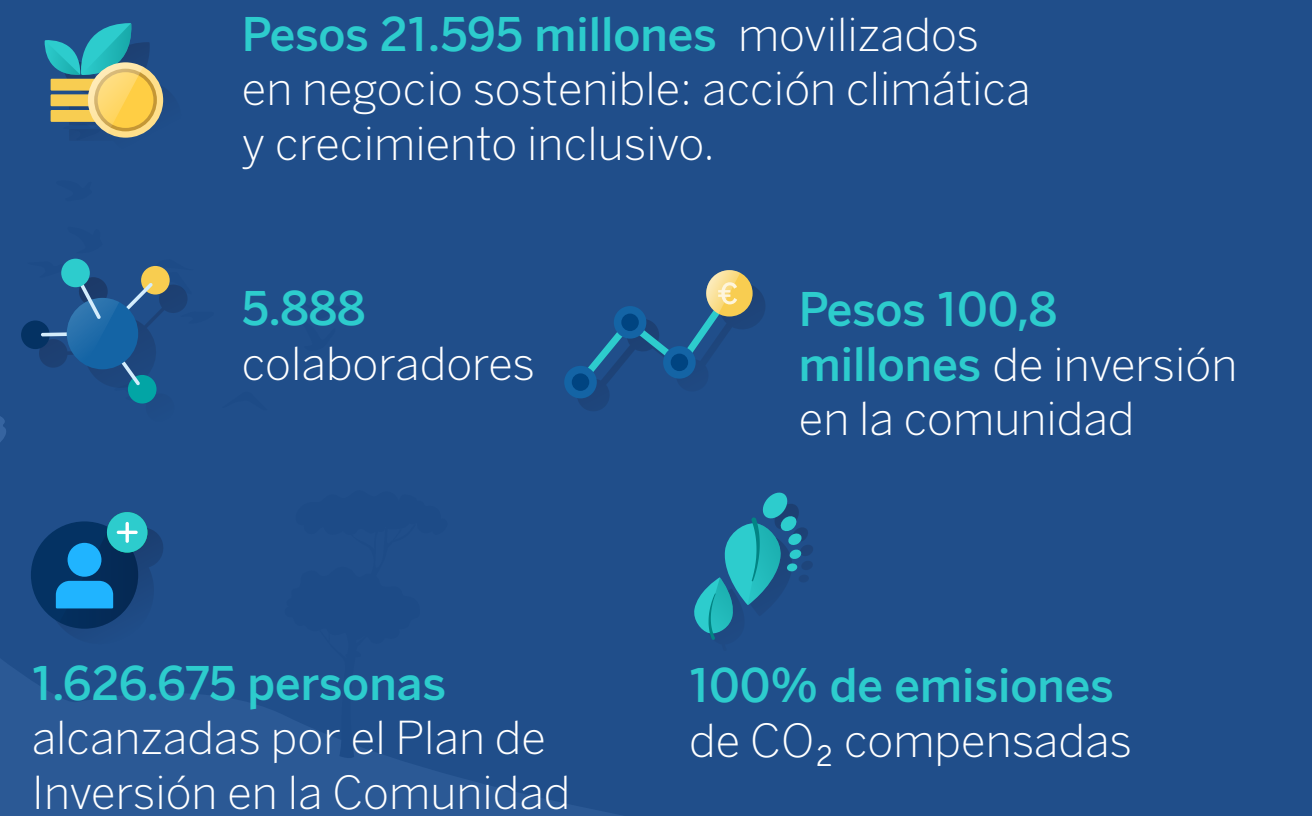 Pesos 21.595 millones movilizados
en negocio sostenible: acción climática
y crecimiento inclusivo.
5.888
colaboradores
€
Pesos 100,8
millones de inversión
en la comunidad
1.626.675 personas
alcanzadas por el Plan de
Inversión en la Comunidad
100% de emisiones
de CO₂ compensadas